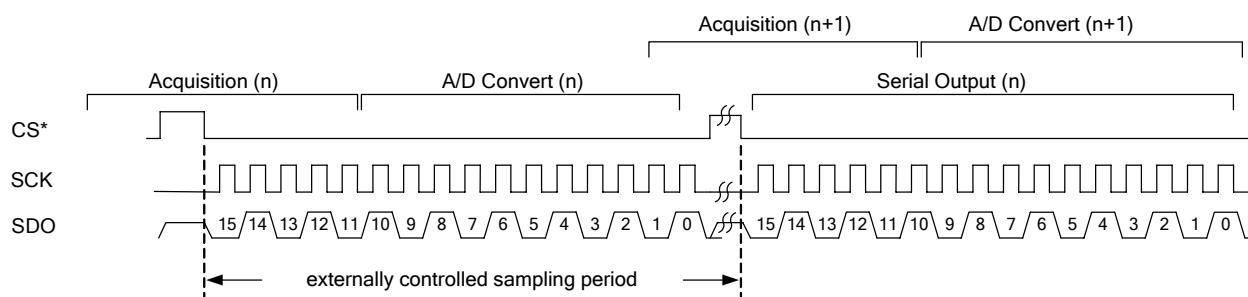 Acquisition (n+1) A/D Convert (n+1)
Acquisition (n) A/D Convert (n) Serial Output (n)
CS*
SCK
SDO 15 14 13 12 11 10 9 8 7 6 5 4 3 2 1 0 15 14 13 12 11 10 9 8 7 6 5 4 3 2 1 0
externally controlled sampling period